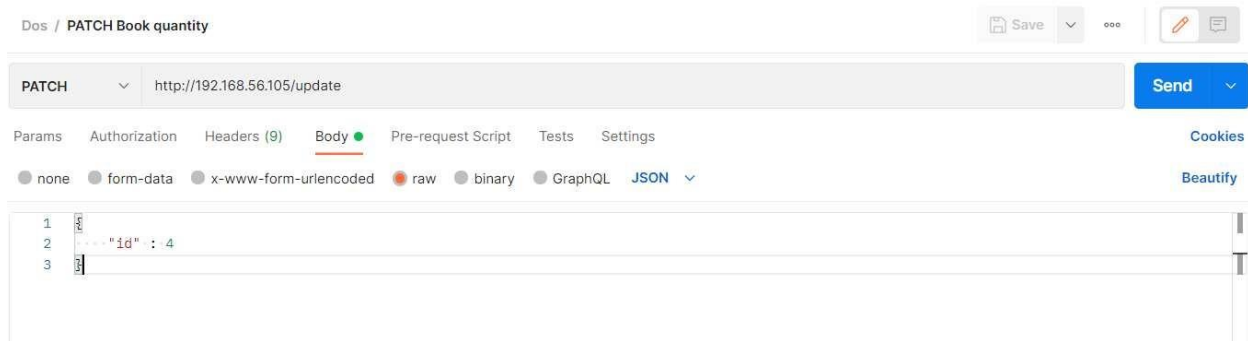 Dos / PATCH Book quantity
Save
PATCH http://192.168.56.105/update Send
Params Authorization Headers (9) Body Pre-request Script Tests Settings Cookies
none form-data x-www-form-urlencoded raw binary GraphQL JSON Beautify
1 {
2 "id" : 4
3 }